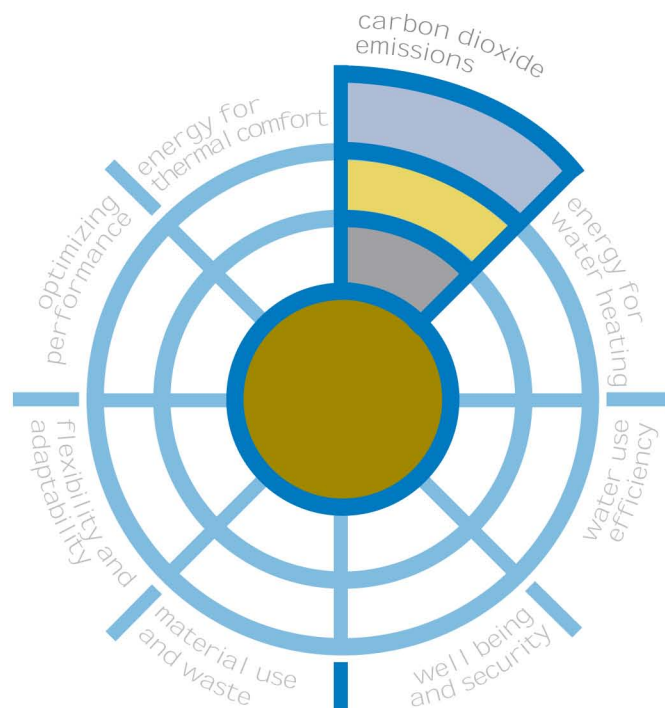 carbon dioxide
emissions
energy for
water heating
water use
efficiency
well being
and security
material use
and waste
flexibility and
adaptability
optimizing
performance
energy for
thermal comfort